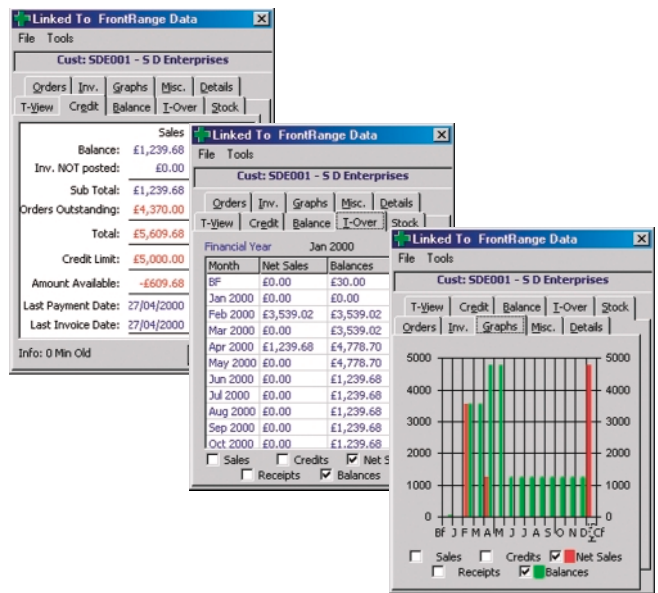 Linked To FrontRange Data
File Tools
Cust: SDE001 - S D Enterprises
Orders Inv. Graphs Misc. Details
T-View Credit Balance T-Over Stock
Sales
Balance: £1,239.68
Inv. NOT posted: £0.00
Sub Total: £1,239.68
Orders Outstanding: £4,370.00
Total: £5,609.68
Credit Limit: £5,000.00
Amount Available: -£609.68
Last Payment Date: 27/04/2000
Last Invoice Date: 27/04/2000
Info: 0 Min Old
Linked To FrontRange Data
File Tools
Cust: SDE001 - S D Enterprises
Orders Inv. Graphs Misc. Details
T-View Credit Balance T-Over Stock
Financial Year Jan 2000
Month Net Sales Balances
BF £0.00 £30.00
Jan 2000 £0.00 £0.00
Feb 2000 £3,539.02 £3,539.02
Mar 2000 £0.00 £3,539.02
Apr 2000 £1,239.68 £4,778.70
May 2000 £0.00 £4,778.70
Jun 2000 £0.00 £1,239.68
Jul 2000 £0.00 £1,239.68
Aug 2000 £0.00 £1,239.68
Sep 2000 £0.00 £1,239.68
Oct 2000 £0.00 £1,239.68
Sales Credits Net S
Receipts Balances
Linked To FrontRange Data
File Tools
Cust: SDE001 - S D Enterprises
T-View Credit Balance T-Over Stock
Orders Inv. Graphs Misc. Details
5000 5000
4000 4000
3000 3000
2000 2000
1000 1000
0 0
Bf J F M A M J J A S O N D Cf
Sales Credits Net Sales
Receipts Balances